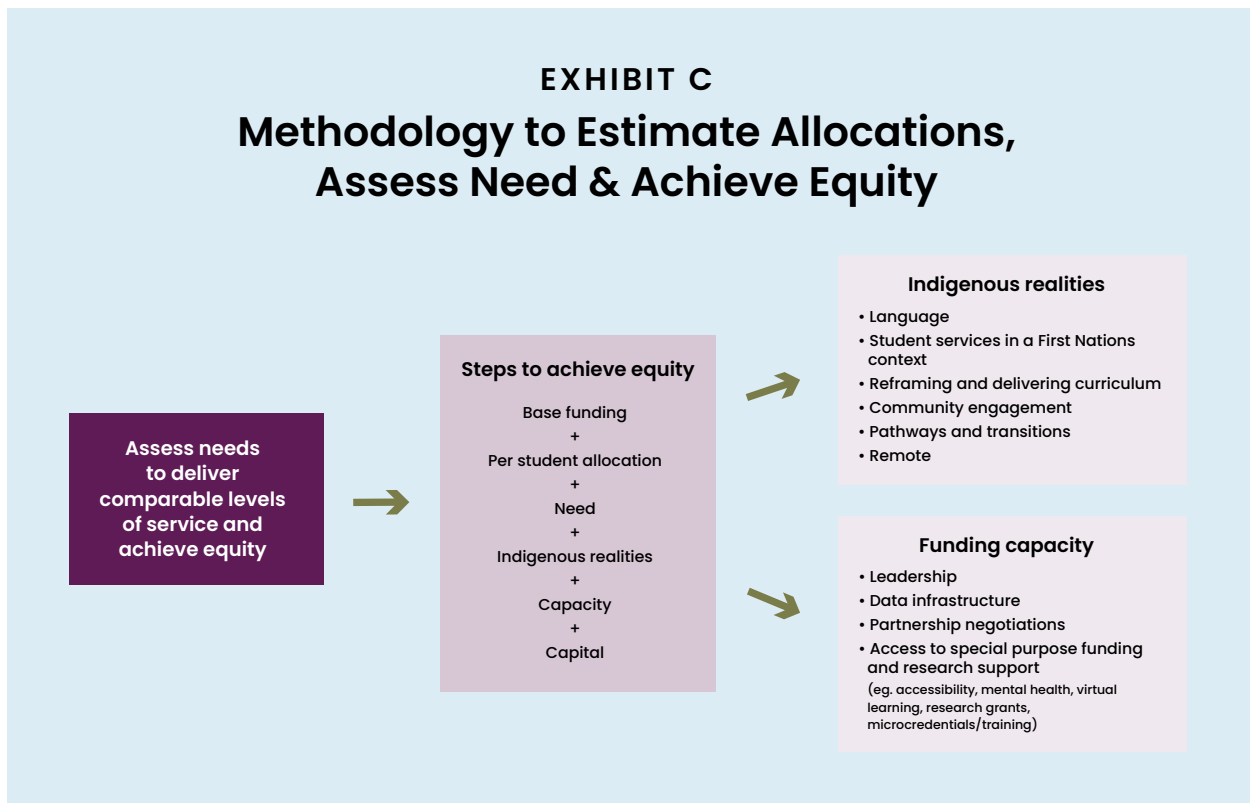 EXHIBIT C
Methodology to Estimate Allocations,
Assess Need & Achieve Equity
Assess needs
to deliver
comparable levels
of service and
achieve equity
Steps to achieve equity
Base funding
+
Per student allocation
+
Need
+
Indigenous realities
+
Capacity
+
Capital
Indigenous realities
• Language
• Student services in a First Nations
context
• Reframing and delivering curriculum
• Community engagement
• Pathways and transitions
• Remote
Funding capacity
• Leadership
• Data infrastructure
• Partnership negotiations
• Access to special purpose funding
and research support
(eg. accessibility, mental health, virtual
learning, research grants,
microcredentials/training)